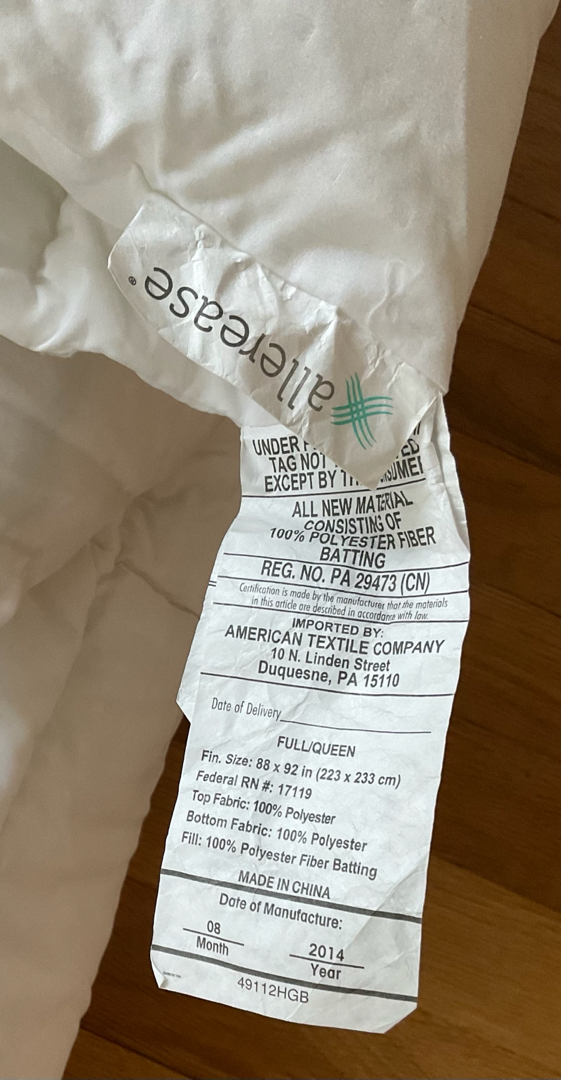 allerease®
UNDER
TAG NOT
EXCEPT BY
ALL NEW MATERIAL
CONSISTING OF
100% POLYESTER FIBER
BATTING
REG. NO. PA 29473 (CN)
Certification is made by the manufacturer that the materials
in this article are described in accordance with law.
IMPORTED BY:
AMERICAN TEXTILE COMPANY
10 N. Linden Street
Duquesne, PA 15110
Date of Delivery
FULL/QUEEN
Fin. Size: 88 x 92 in (223 x 233 cm)
Federal RN #: 17119
Top Fabric: 100% Polyester
Bottom Fabric: 100% Polyester
Fill: 100% Polyester Fiber Batting
MADE IN CHINA
Date of Manufacture:
08 2014
Month Year
49112HGB